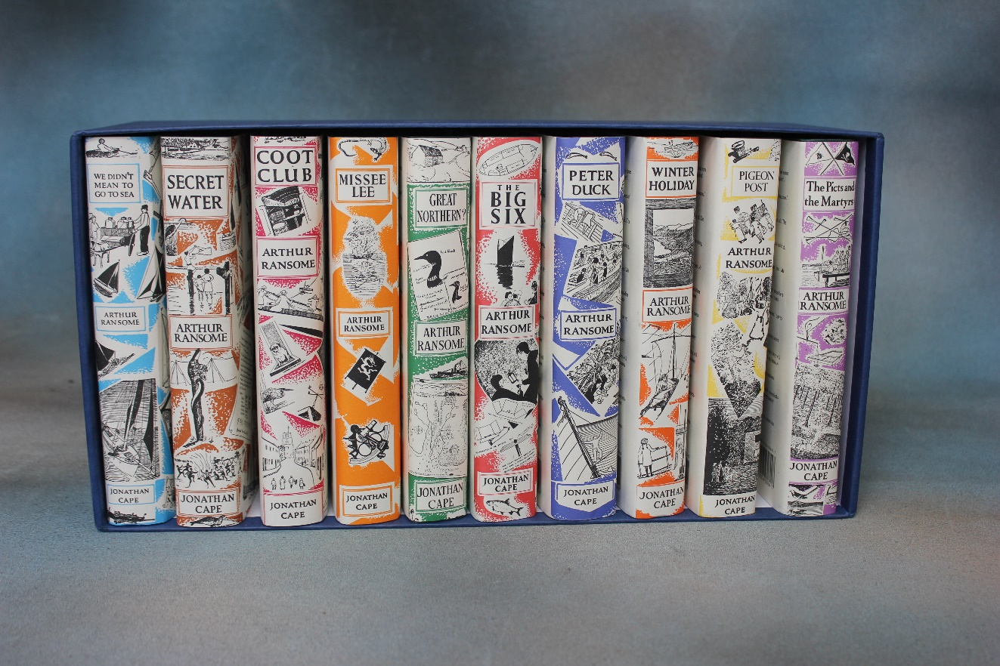 WE DIDN'T
MEAN TO
GO TO SEA
ARTHUR
RANSOME
JONATHAN
CAPE
SECRET
WATER
ARTHUR
RANSOME
JONATHAN
CAPE
COOT
CLUB
ARTHUR
RANSOME
JONATHAN
CAPE
MISSEE
LEE
ARTHUR
RANSOME
JONATHAN
CAPE
GREAT
NORTHERN?
ARTHUR
RANSOME
JONATHAN
CAPE
THE
BIG
SIX
ARTHUR
RANSOME
JONATHAN
CAPE
PETER
DUCK
ARTHUR
RANSOME
JONATHAN
CAPE
WINTER
HOLIDAY
ARTHUR
RANSOME
JONATHAN
CAPE
PIGEON
POST
ARTHUR
RANSOME
JONATHAN
CAPE
The Picts and
the Martyrs
ARTHUR
RANSOME
JONATHAN
CAPE